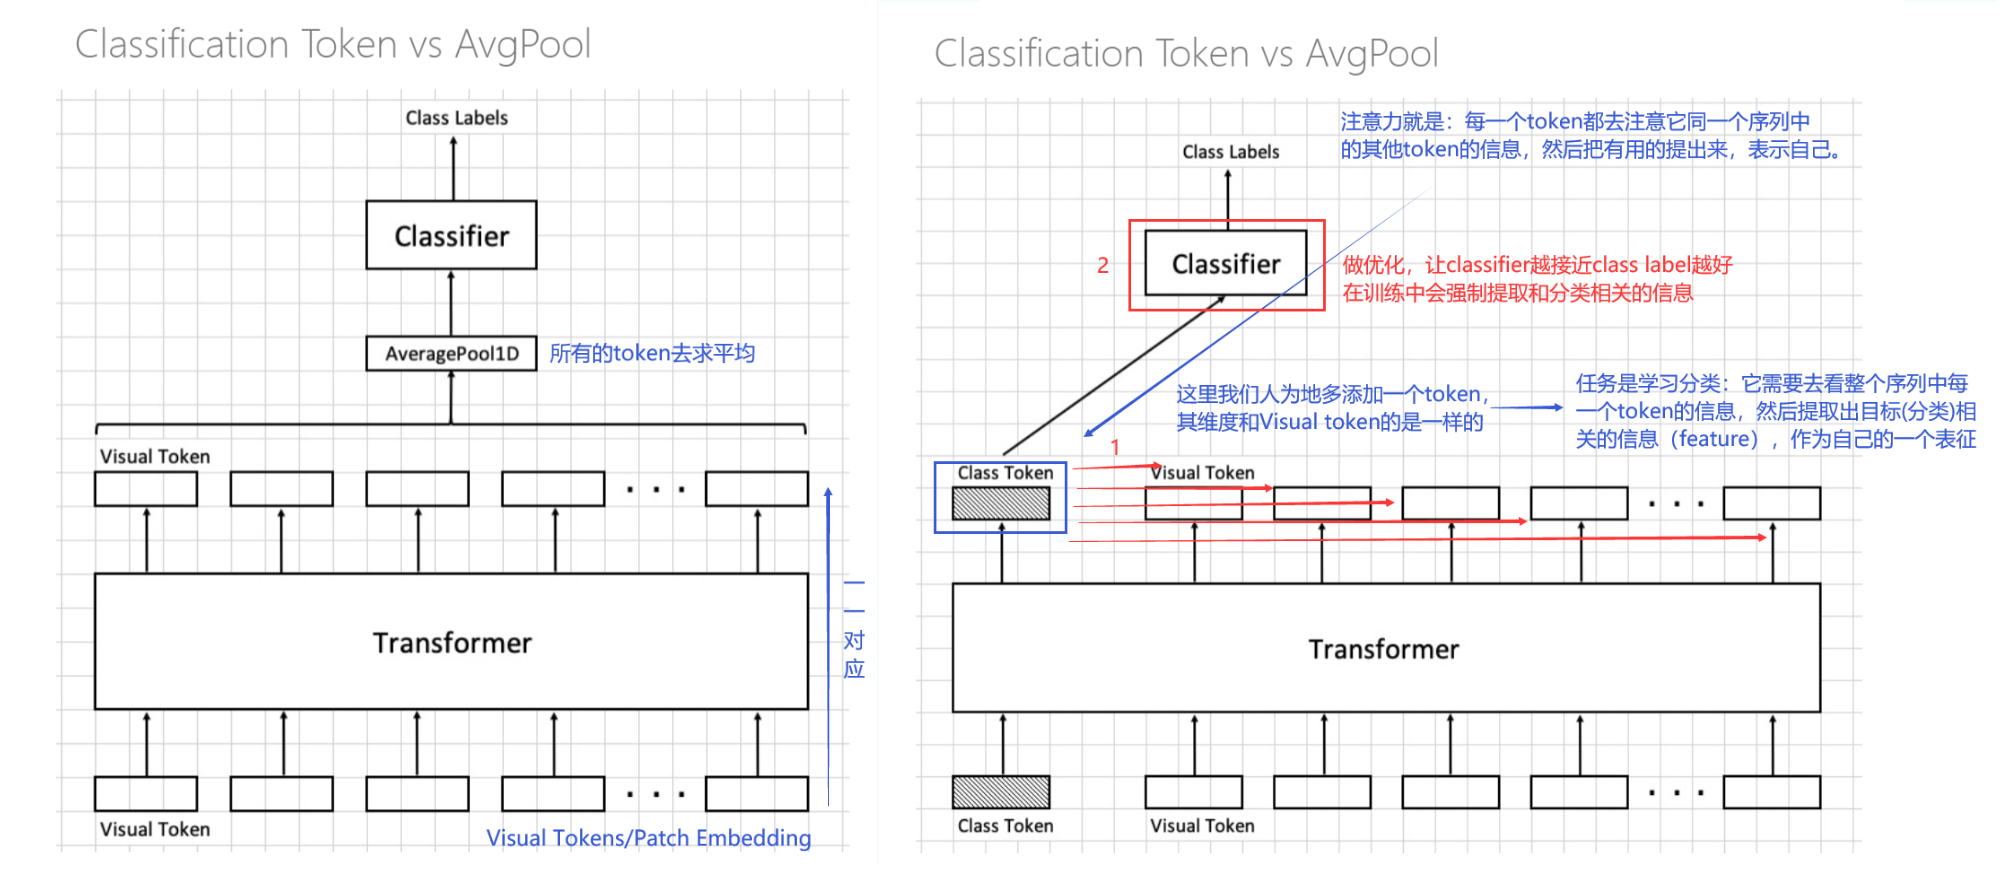 Classification Token vs AvgPool
Class Labels
Classifier
AveragePool1D
所有的token去求平均
Visual Token
. . .
Transformer
一一对应
. . .
Visual Token
Visual Tokens/Patch Embedding
Classification Token vs AvgPool
注意力就是：每一个token都去注意它同一个序列中
的其他token的信息，然后把有用的提出来，表示自己。
Class Labels
2
Classifier
做优化，让classifier越接近class label越好
在训练中会强制提取和分类相关的信息
这里我们人为地多添加一个token，
其维度和Visual token的是一样的
任务是学习分类：它需要去看整个序列中每
一个token的信息，然后提取出目标(分类)相
关的信息（feature），作为自己的一个表征
1
Class Token
Visual Token
. . .
Transformer
. . .
Class Token
Visual Token